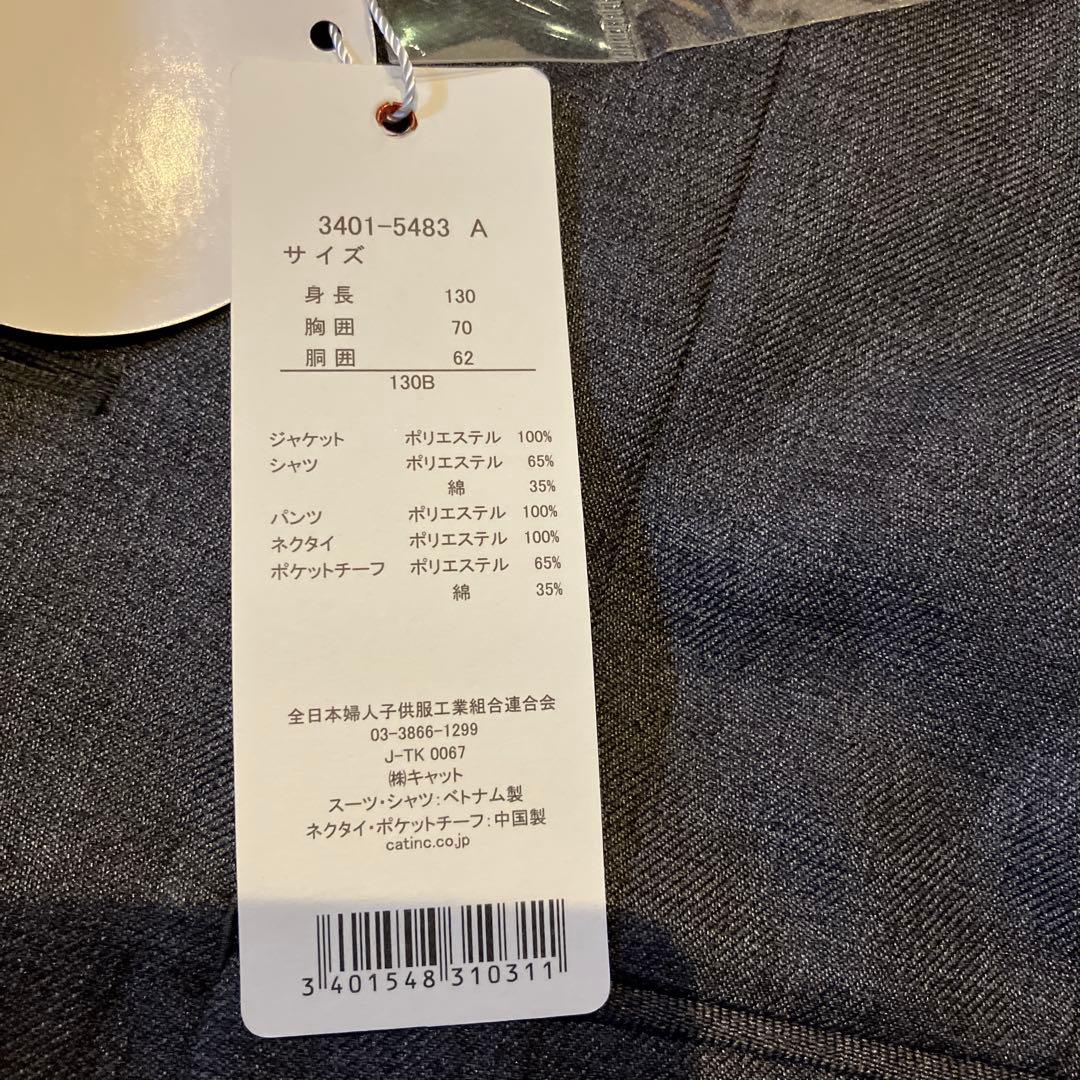 3401-5483 A
サイズ
身長 130
胸囲 70
胴囲 62
130B
ジャケット ポリエステル 100%
シャツ ポリエステル 65%
綿 35%
パンツ ポリエステル 100%
ネクタイ ポリエステル 100%
ポケットチーフ ポリエステル 65%
綿 35%
全日本婦人子供服工業組合連合会
03-3866-1299
J-TK 0067
㈱キャット
スーツ・シャツ:ベトナム製
ネクタイ・ポケットチーフ:中国製
catinc.co.jp
3 401548 310311